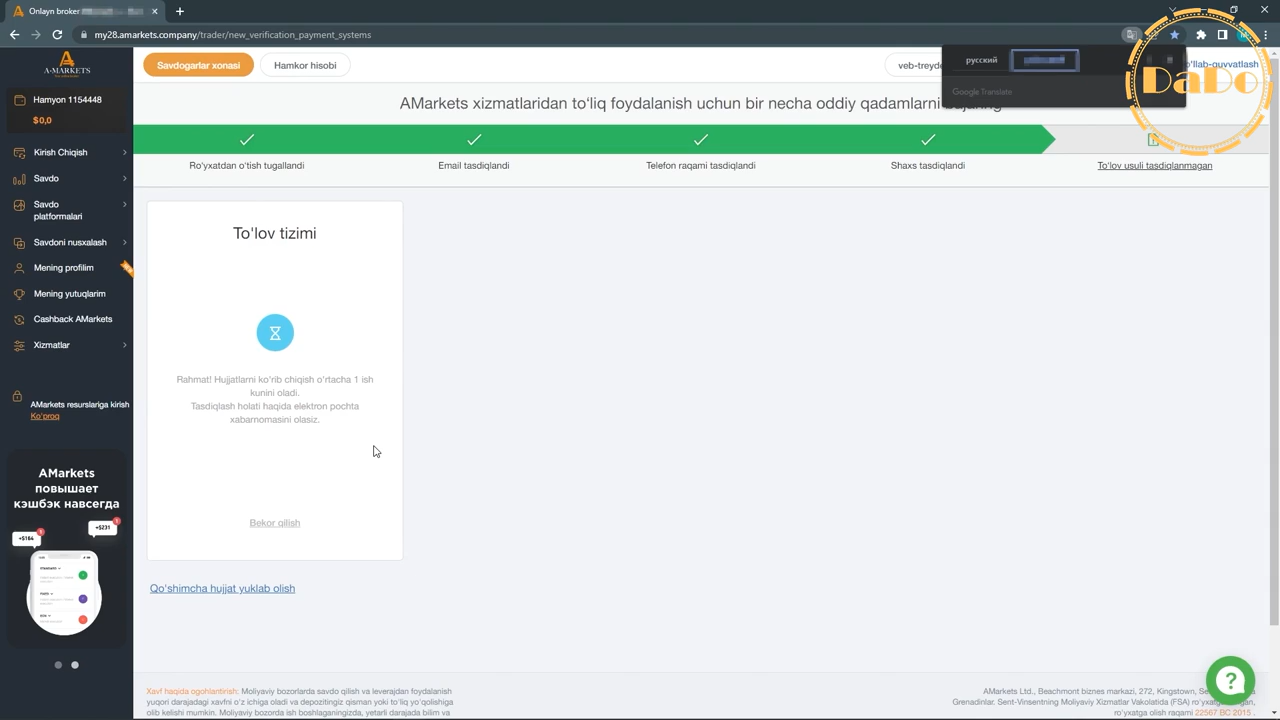 Onlayn broker
my28.amarkets.company/trader/new_verification_payment_systems
A-MARKETS
Savdogarlar xonasi
Hamkor hisobi
veb-treyde
русский
o'llab-quvvatlash
Google Translate
DaDo
Hamyon 1154448
$0,0
AMarkets xizmatlaridan to'liq foydalanish uchun bir necha oddiy qadamlarni bajaring
Ro'yxatdan o'tish tugallandi
Email tasdiqlandi
Telefon raqami tasdiqlandi
Shaxs tasdiqlandi
To'lov usuli tasdiqlanmagan
Kirish Chiqish
Savdo
Savdo
platformalari
Savdoni nusxalash
Mening profilim
Mening yutuqlarim
Cashback AMarkets
Xizmatlar
AMarkets resurslariga kirish
Ko'proq
AMarkets
повышает
кэшбэк навсегда
+$231
+$164
To'lov tizimi
Rahmat! Hujjatlarni ko'rib chiqish o'rtacha 1 ish
kunini oladi.
Tasdiqlash holati haqida elektron pochta
xabarnomasini olasiz.
Bekor qilish
Qo'shimcha hujjat yuklab olish
Xavf haqida ogohlantirish: Moliyaviy bozorlarda savdo qilish va leverajdan foydalanish
yuqori darajadagi xavfni o'z ichiga oladi va depozitingiz qisman yoki to'liq yo'qolishiga
olib kelishi mumkin. Moliyaviy bozorda ish boshlaganingizda, yetarli darajada bilim va
AMarkets Ltd., Beachmont biznes markazi, 272, Kingstown,
Grenadinlar. Sent-Vinsentning Moliyaviy Xizmatlar Vakolatida (FSA)
ro'yxatga olish raqami 22567 BC 2015 .